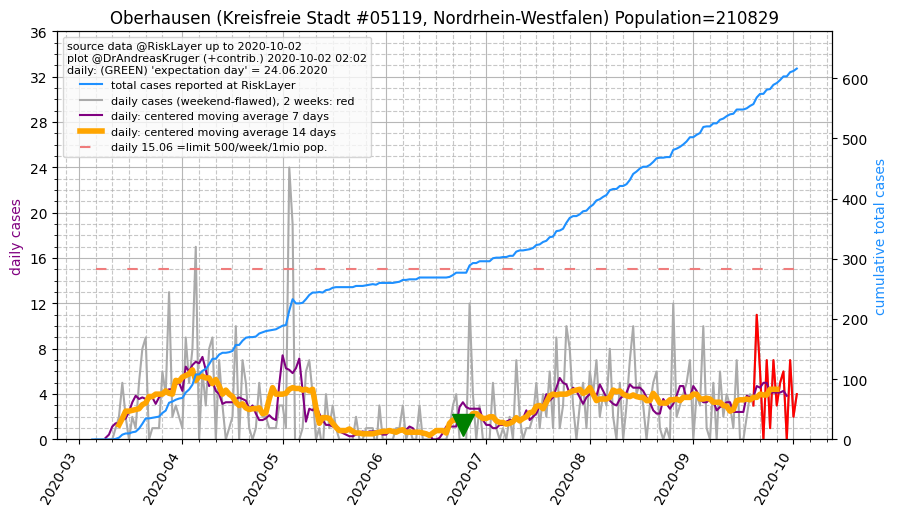 Oberhausen (Kreisfreie Stadt #05119, Nordrhein-Westfalen) Population=210829
source data @RiskLayer up to 2020-10-02
plot @DrAndreasKruger (+contrib.) 2020-10-02 02:02
daily: (GREEN) 'expectation day' = 24.06.2020
total cases reported at RiskLayer
daily cases (weekend-flawed), 2 weeks: red
daily: centered moving average 7 days
daily: centered moving average 14 days
daily 15.06 =limit 500/week/1mio pop.
daily cases
36
32
28
24
20
16
12
8
4
0
cumulative total cases
600
500
400
300
200
100
0
2020-03
2020-04
2020-05
2020-06
2020-07
2020-08
2020-09
2020-10